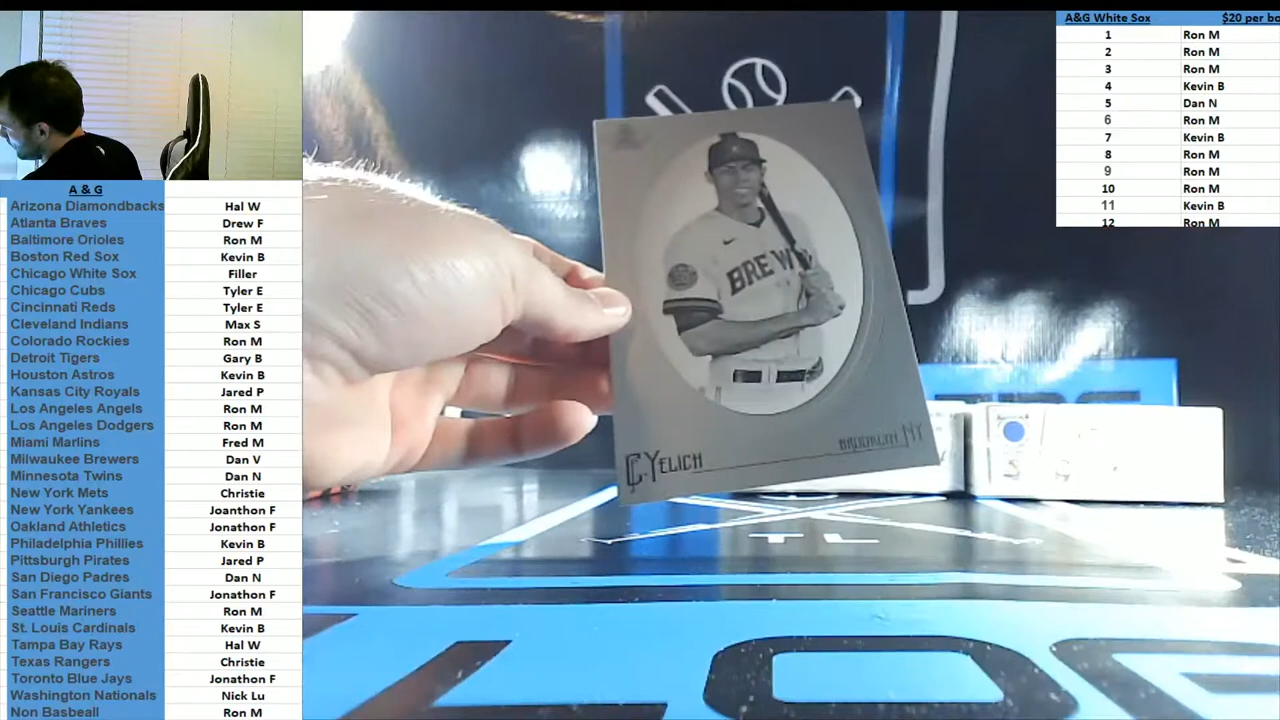 A & G
Arizona Diamondbacks Hal W
Atlanta Braves Drew F
Baltimore Orioles Ron M
Boston Red Sox Kevin B
Chicago White Sox Filler
Chicago Cubs Tyler E
Cincinnati Reds Tyler E
Cleveland Indians Max S
Colorado Rockies Ron M
Detroit Tigers Gary B
Houston Astros Kevin B
Kansas City Royals Jared P
Los Angeles Angels Ron M
Los Angeles Dodgers Ron M
Miami Marlins Fred M
Milwaukee Brewers Dan V
Minnesota Twins Dan N
New York Mets Christie
New York Yankees Joanthon F
Oakland Athletics Jonathon F
Philadelphia Phillies Kevin B
Pittsburgh Pirates Jared P
San Diego Padres Dan N
San Francisco Giants Jonathon F
Seattle Mariners Ron M
St. Louis Cardinals Kevin B
Tampa Bay Rays Hal W
Texas Rangers Christie
Toronto Blue Jays Jonathon F
Washington Nationals Nick Lu
Non Basbeall Ron M
BREW
C. Yelich
Brooklyn NY
TL
A&G White Sox $20 per bo
1 Ron M
2 Ron M
3 Ron M
4 Kevin B
5 Dan N
6 Ron M
7 Kevin B
8 Ron M
9 Ron M
10 Ron M
11 Kevin B
12 Ron M